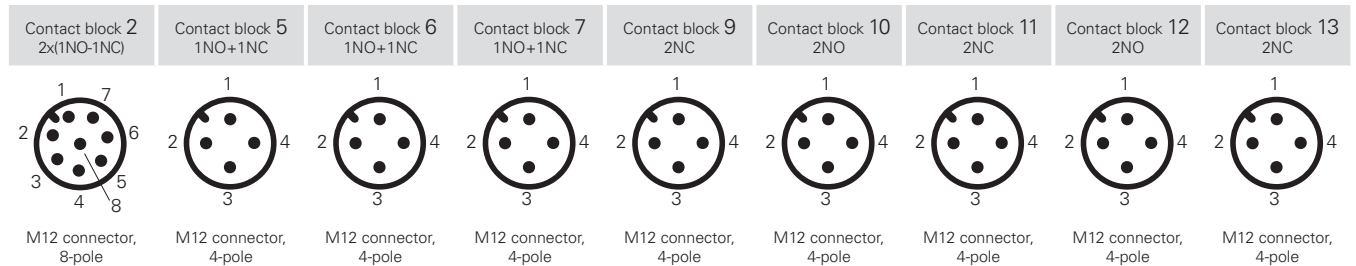 Contact block 2
2x(1NO-1NC)
Contact block 5
1NO+1NC
Contact block 6
1NO+1NC
Contact block 7
1NO+1NC
Contact block 9
2NC
Contact block 10
2NO
Contact block 11
2NC
Contact block 12
2NO
Contact block 13
2NC
1
7
2
6
3
5
4
8
1
2
4
3
1
2
4
3
1
2
4
3
1
2
4
3
1
2
4
3
1
2
4
3
1
2
4
3
1
2
4
3
M12 connector,
8-pole
M12 connector,
4-pole
M12 connector,
4-pole
M12 connector,
4-pole
M12 connector,
4-pole
M12 connector,
4-pole
M12 connector,
4-pole
M12 connector,
4-pole
M12 connector,
4-pole